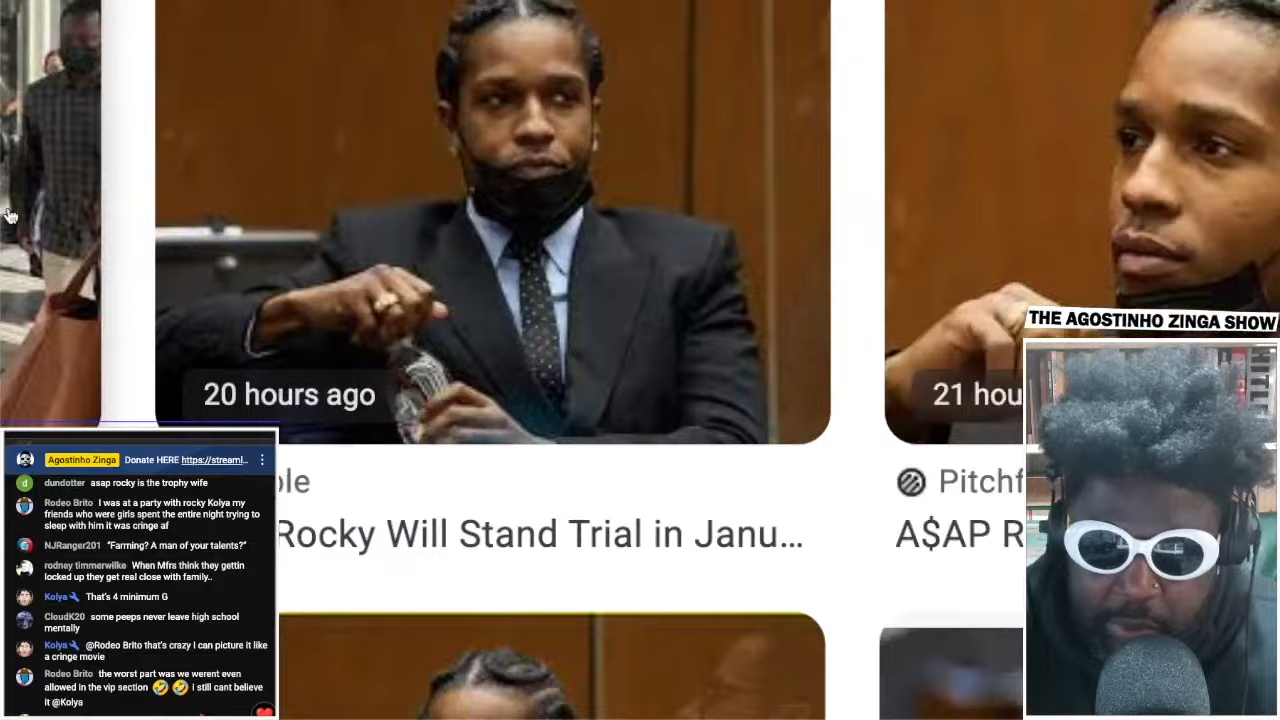 20 hours ago
21 hou
THE AGOSTINHO ZINGA SHOW
ole
Pitchf
Rocky Will Stand Trial in Janu...
A$AP R
Agostinho Zinga Donate HERE https://streaml...
d dundotter asap rocky is the trophy wife
Rodeo Brito I was at a party with rocky Kolya my
friends who were girls spent the entire night trying to
sleep with him it was cringe af
NJRanger201 “Farming? A man of your talents?”
rodney timmerwilke When Mfrs think they gettin
locked up they get real close with family..
Kolya That's 4 minimum G
CloudK20 some peeps never leave high school
mentally
Kolya @Rodeo Brito that's crazy I can picture it like
a cringe movie
Rodeo Brito the worst part was we werent even
allowed in the vip section 🤣 🤣 I still cant believe
it @Kolya